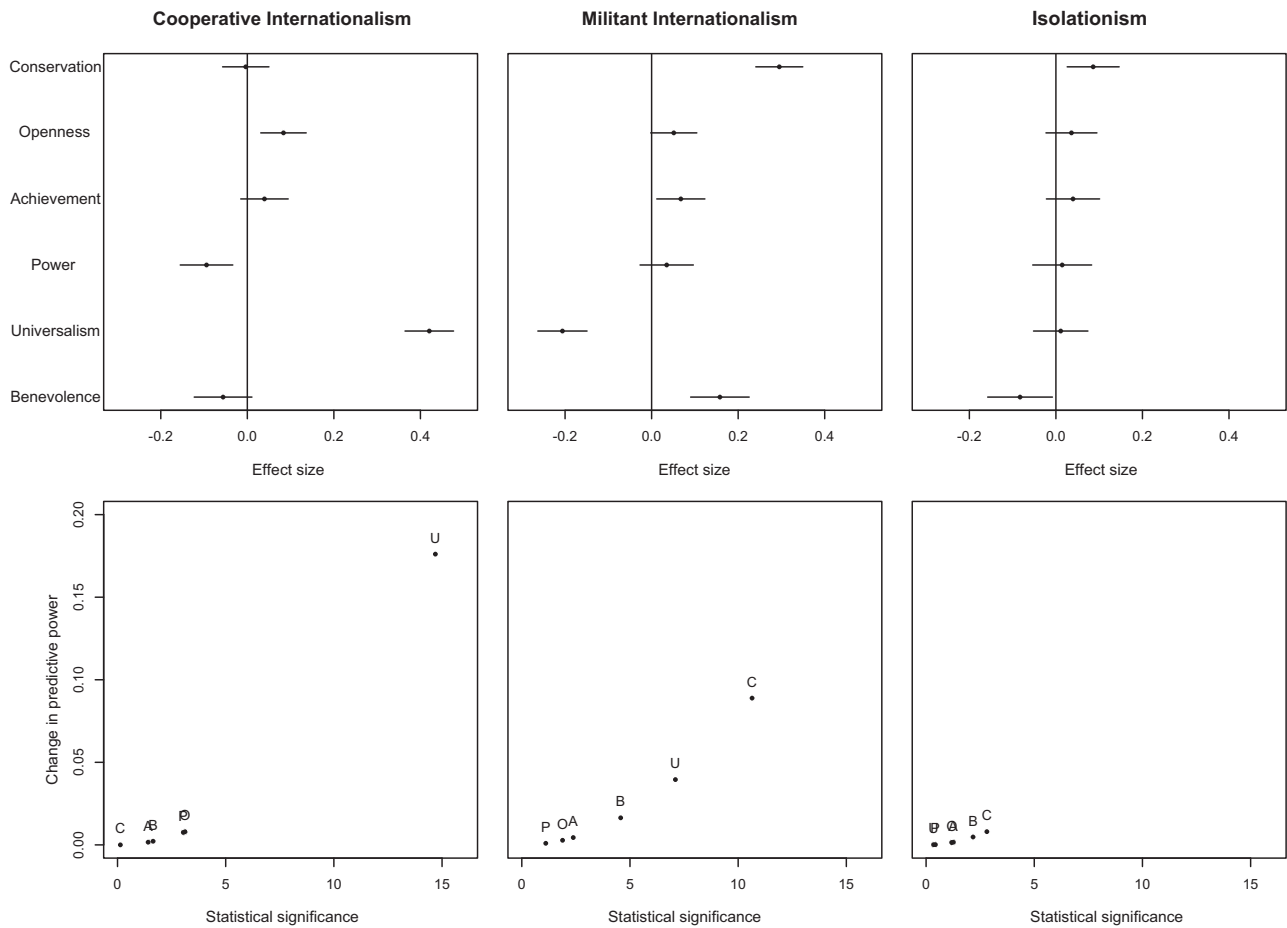 Cooperative Internationalism
Militant Internationalism
Isolationism
Conservation
Openness
Achievement
Power
Universalism
Benevolence
-0.2 0.0 0.2 0.4
-0.2 0.0 0.2 0.4
-0.2 0.0 0.2 0.4
Effect size
Effect size
Effect size
Change in predictive power
0.20
0.15
0.10
0.05
0.00
U
C
A
B
P
O
C
U
B
P
O
A
U
P
O
A
B
C
0 5 10 15
0 5 10 15
0 5 10 15
Statistical significance
Statistical significance
Statistical significance